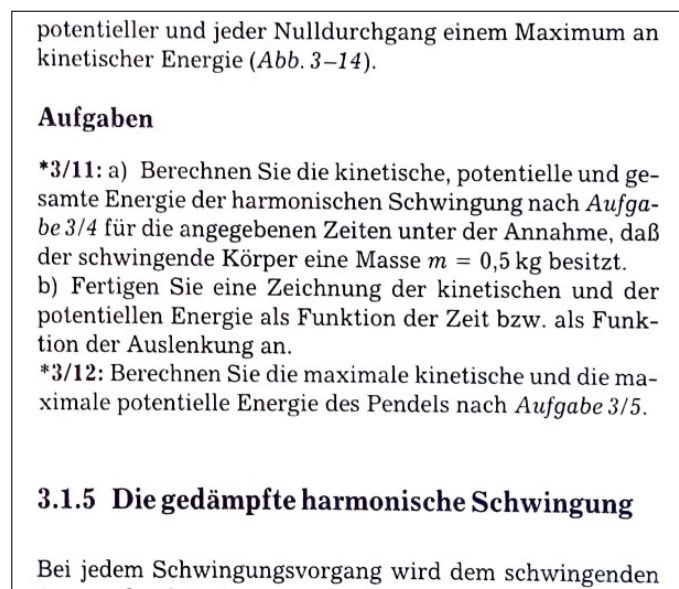 potentieller und jeder Nulldurchgang einem Maximum an
kinetischer Energie (Abb. 3–14).
Aufgaben
*3/11: a) Berechnen Sie die kinetische, potentielle und ge-
samte Energie der harmonischen Schwingung nach Aufga-
be 3/4 für die angegebenen Zeiten unter der Annahme, daß
der schwingende Körper eine Masse m = 0,5 kg besitzt.
b) Fertigen Sie eine Zeichnung der kinetischen und der
potentiellen Energie als Funktion der Zeit bzw. als Funk-
tion der Auslenkung an.
*3/12: Berechnen Sie die maximale kinetische und die ma-
ximale potentielle Energie des Pendels nach Aufgabe 3/5.
3.1.5 Die gedämpfte harmonische Schwingung
Bei jedem Schwingungsvorgang wird dem schwingenden